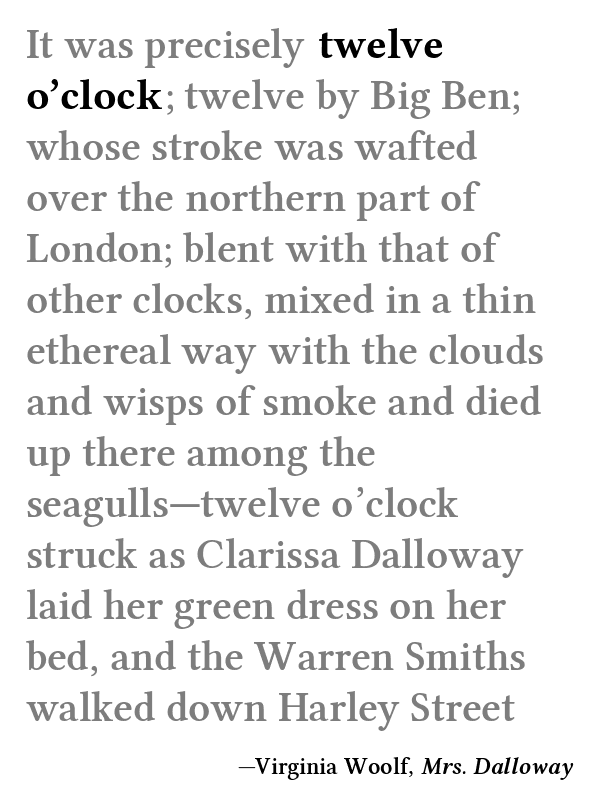 It was precisely twelve
o’clock; twelve by Big Ben;
whose stroke was wafted
over the northern part of
London; blent with that of
other clocks, mixed in a thin
ethereal way with the clouds
and wisps of smoke and died
up there among the
seagulls—twelve o’clock
struck as Clarissa Dalloway
laid her green dress on her
bed, and the Warren Smiths
walked down Harley Street
—Virginia Woolf, Mrs. Dalloway